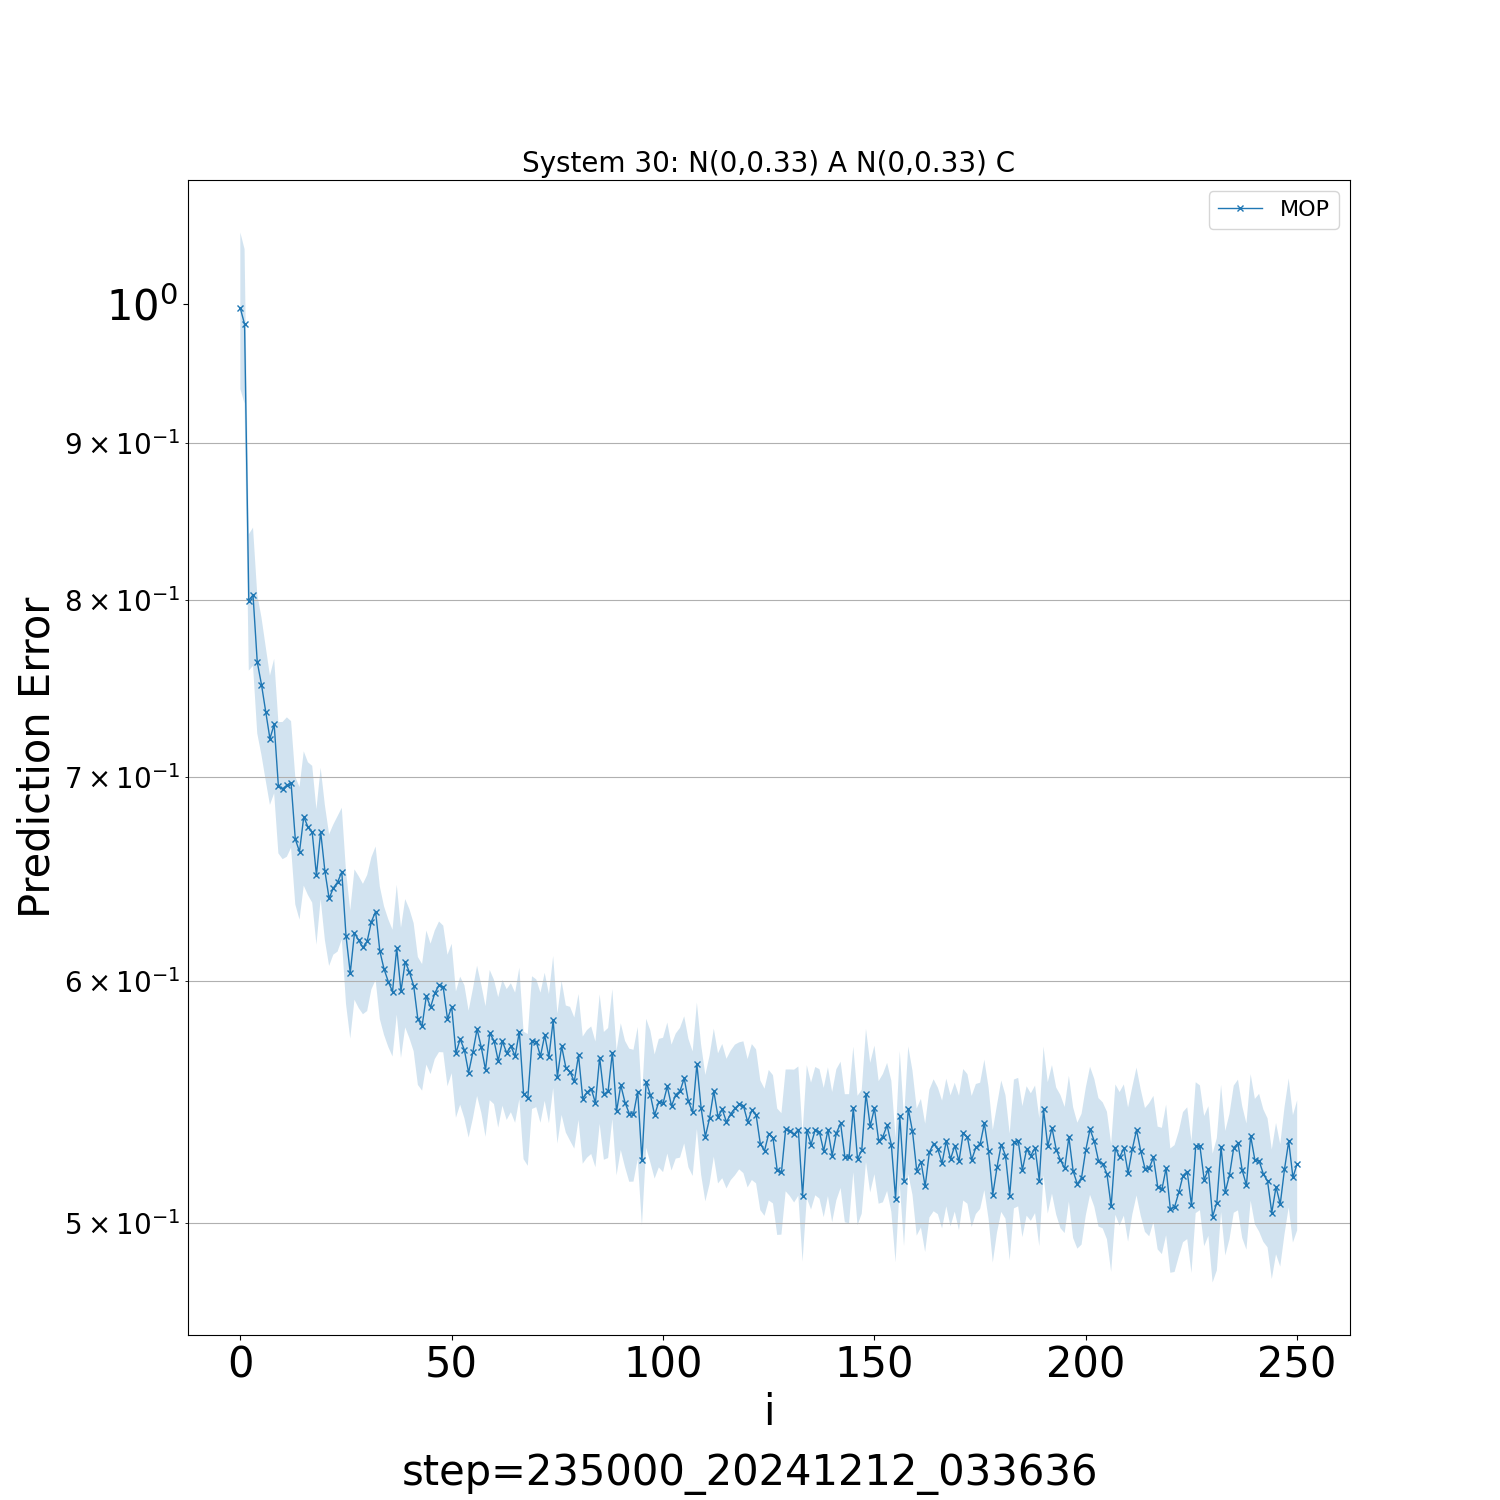 System 30: N(0,0.33) A N(0,0.33) C
MOP
Prediction Error
10⁰
9 × 10⁻¹
8 × 10⁻¹
7 × 10⁻¹
6 × 10⁻¹
5 × 10⁻¹
0 50 100 150 200 250
i
step=235000_20241212_033636